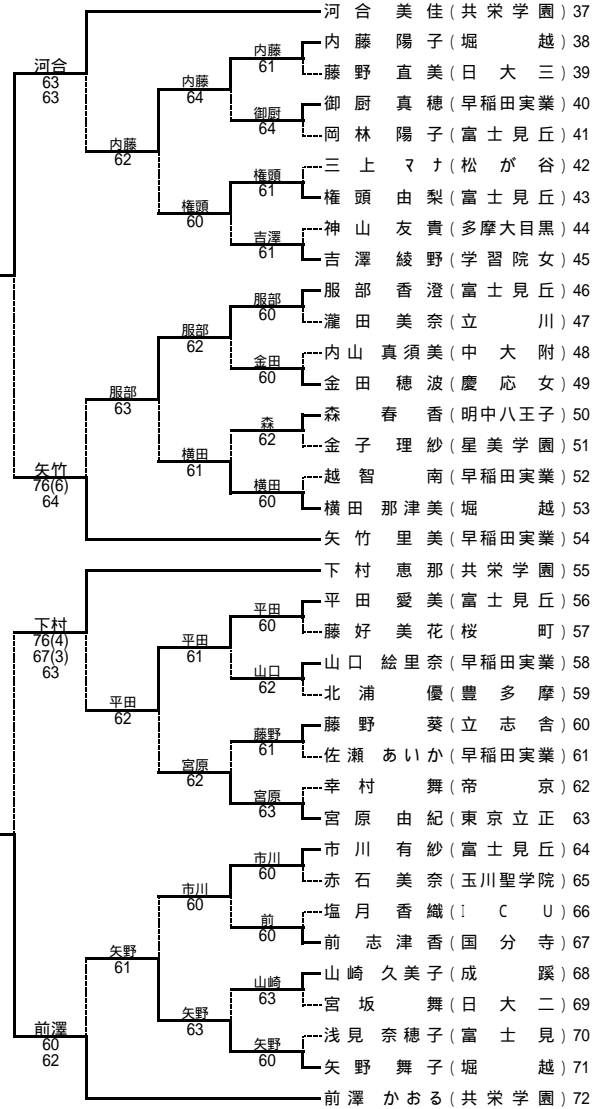 河合 美佳 (共栄学園) 37
内藤 陽子 (堀越) 38
藤野 直美 (日大三) 39
御厨 真穂 (早稲田実業) 40
岡林 陽子 (富士見丘) 41
三上 マナ (松が谷) 42
権頭 由梨 (富士見丘) 43
神山 友貴 (多摩大目黒) 44
吉澤 綾野 (学習院女) 45
服部 香澄 (富士見丘) 46
瀧田 美奈 (立川) 47
内山 真須美 (中大附) 48
金田 穂波 (慶応女) 49
森 春香 (明中八王子) 50
金子 理紗 (星美学園) 51
越智 南 (早稲田実業) 52
横田 那津美 (堀越) 53
矢竹 里美 (早稲田実業) 54
下村 恵那 (共栄学園) 55
平田 愛美 (富士見丘) 56
藤好 美花 (桜町) 57
山口 絵里奈 (早稲田実業) 58
北浦 優 (豊多摩) 59
藤野 葵 (立志舎) 60
佐瀬 あいか (早稲田実業) 61
幸村 舞 (帝京) 62
宮原 由紀 (東京立正 63
市川 有紗 (富士見丘) 64
赤石 美奈 (玉川聖学院) 65
塩月 香織 (I C U) 66
前 志津香 (国分寺) 67
山崎 久美子 (成蹊) 68
宮坂 舞 (日大二) 69
浅見 奈穂子 (富士見) 70
矢野 舞子 (堀越) 71
前澤 かおる (共栄学園) 72
内藤
61
御厨
64
権頭
61
吉澤
61
服部
60
金田
60
森
62
横田
60
平田
60
山口
62
藤野
61
宮原
63
市川
60
前
60
山崎
63
矢野
60
内藤
64
権頭
60
服部
62
横田
61
平田
61
宮原
62
市川
60
矢野
63
内藤
62
服部
63
平田
62
矢野
61
河合
63
63
矢竹
76(6)
64
下村
76(4)
67(3)
63
前澤
60
62